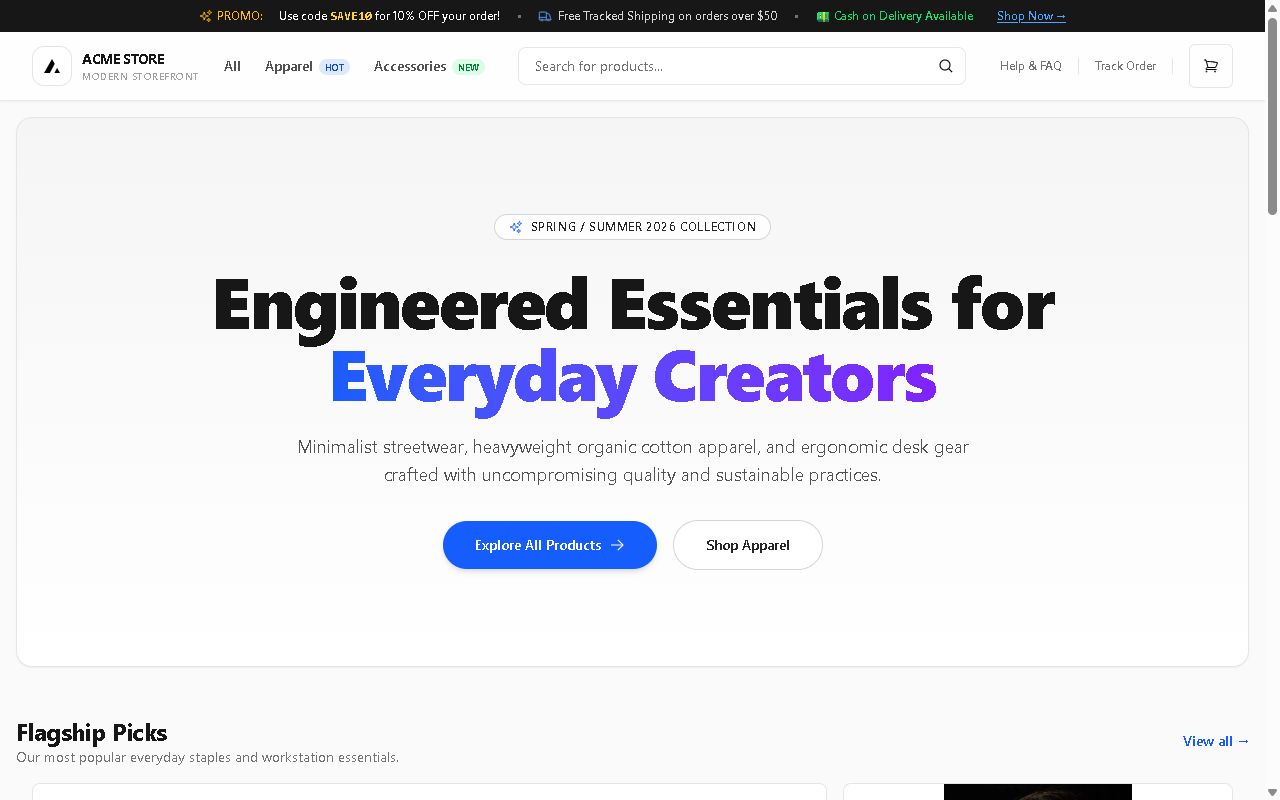 PROMO: Use code SAVE10 for 10% OFF your order! • Free Tracked Shipping on orders over $50 • Cash on Delivery Available Shop Now →
ACME STORE
MODERN STOREFRONT
All Apparel HOT Accessories NEW Search for products... Help & FAQ Track Order
SPRING / SUMMER 2026 COLLECTION
Engineered Essentials for
Everyday Creators
Minimalist streetwear, heavyweight organic cotton apparel, and ergonomic desk gear
crafted with uncompromising quality and sustainable practices.
Explore All Products → Shop Apparel
Flagship Picks
Our most popular everyday staples and workstation essentials.
View all →